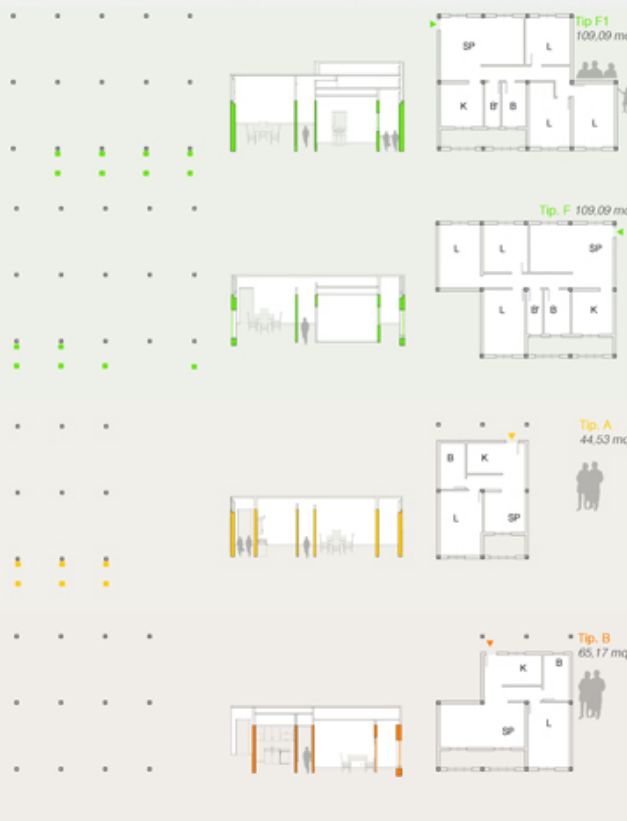 Tip F1
109,09 mq
SP
L
K
B'
B
L
L
Tip. F 109,09 mq
L
L
SP
L
B'
B
K
Tip. A
44,53 mq
B
K
L
SP
Tip. B
65,17 mq
K
B
SP
L